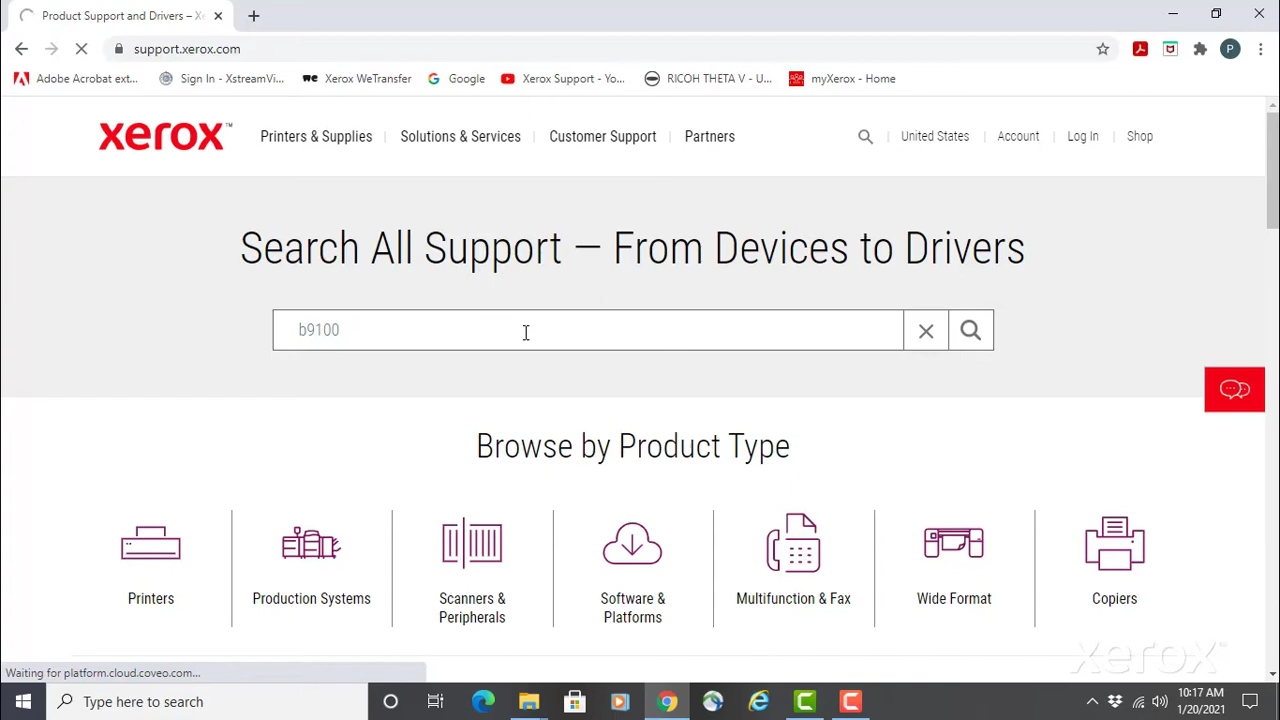 Product Support and Drivers – Xe
support.xerox.com
P
Adobe Acrobat ext...
Sign In - XstreamVi...
we
Xerox WeTransfer
Google
Xerox Support - Yo...
RICOH THETA V - U...
myXerox - Home
xerox™
Printers & Supplies
Solutions & Services
Customer Support
Partners
United States
Account
Log In
Shop
Search All Support — From Devices to Drivers
b9100
Browse by Product Type
Printers
Production Systems
Scanners &
Peripherals
Software &
Platforms
Multifunction & Fax
Wide Format
Copiers
xerox™
Waiting for platform.cloud.coveo.com...
Type here to search
10:17 AM
1/20/2021